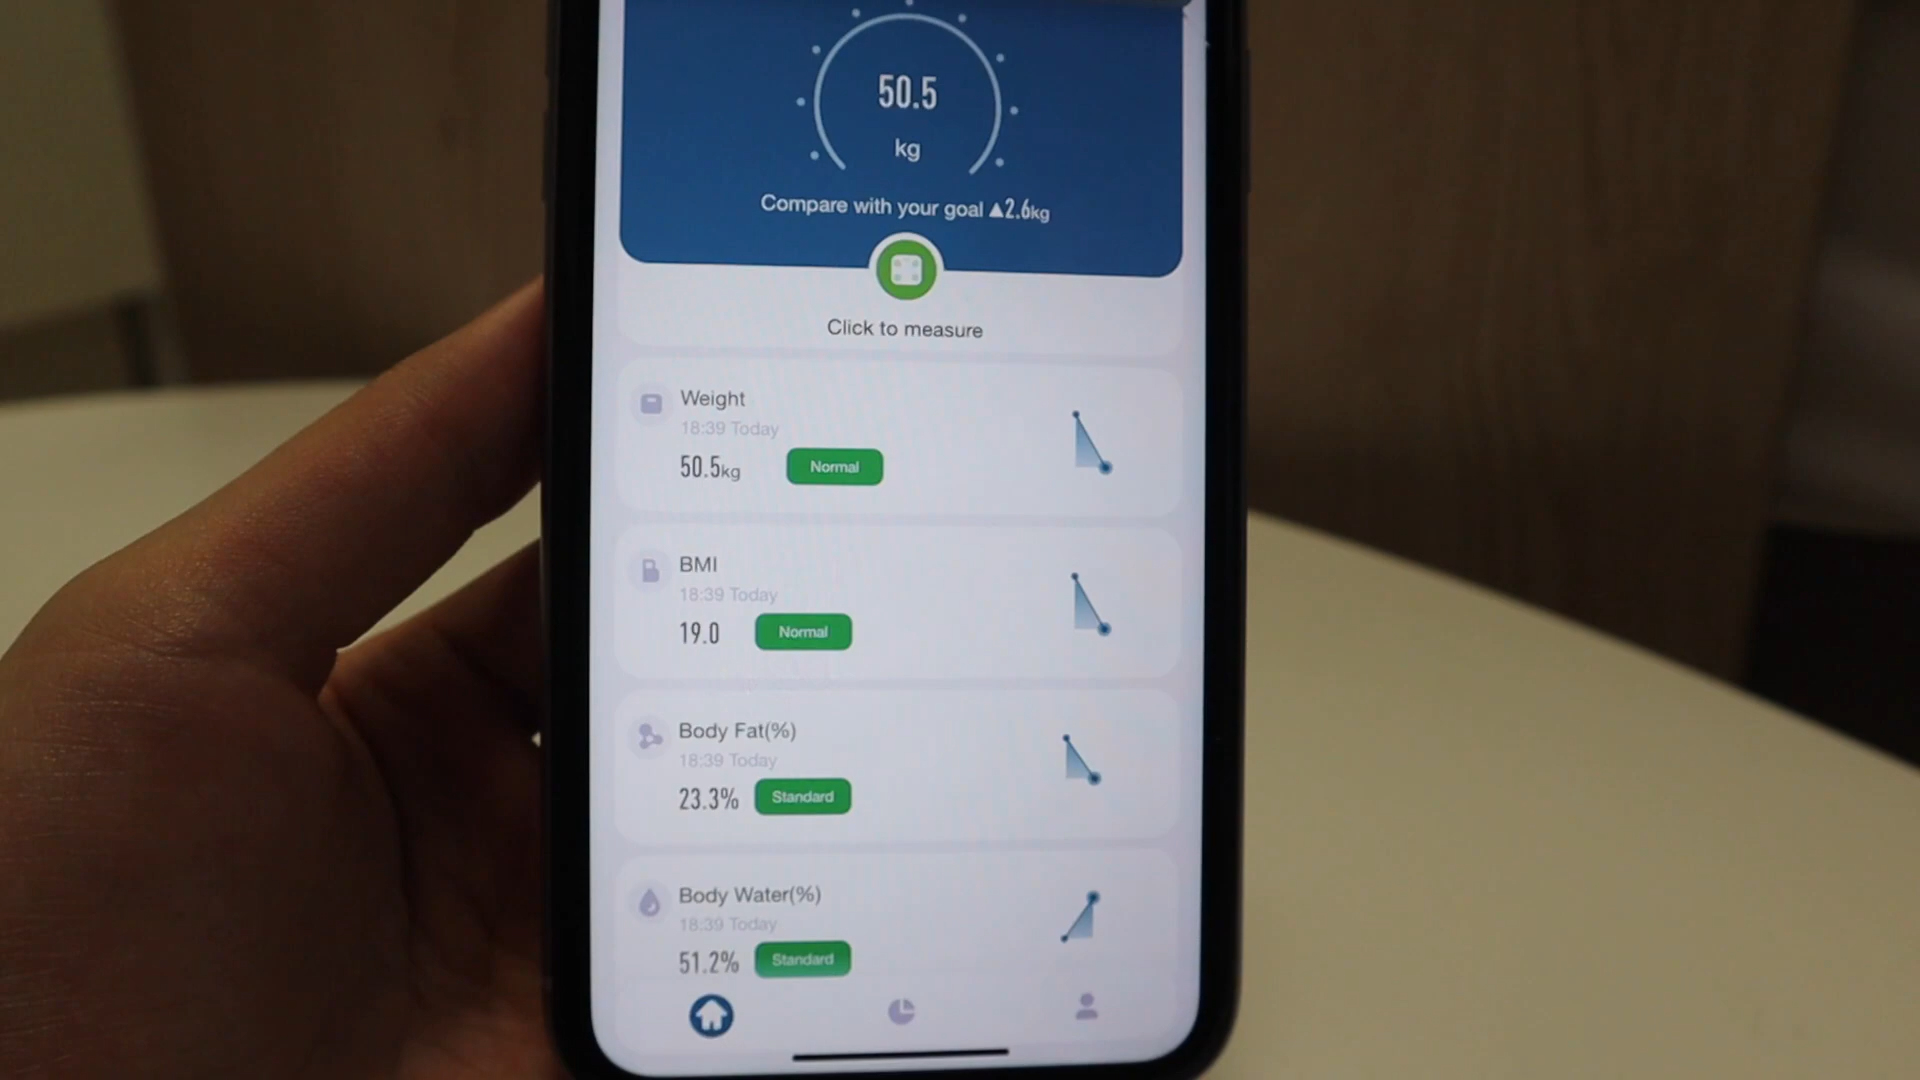 50.5
kg
Compare with your goal ▲2.6kg
Click to measure
Weight
18:39 Today
50.5kg Normal
BMI
18:39 Today
19.0 Normal
Body Fat(%)
18:39 Today
23.3% Standard
Body Water(%)
18:39 Today
51.2% Standard